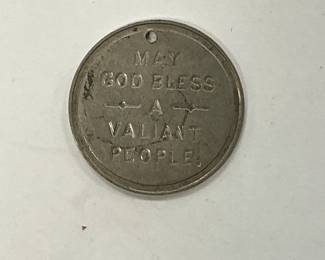 MAY
GOD BLESS
A
VALIANT
PEOPLE.